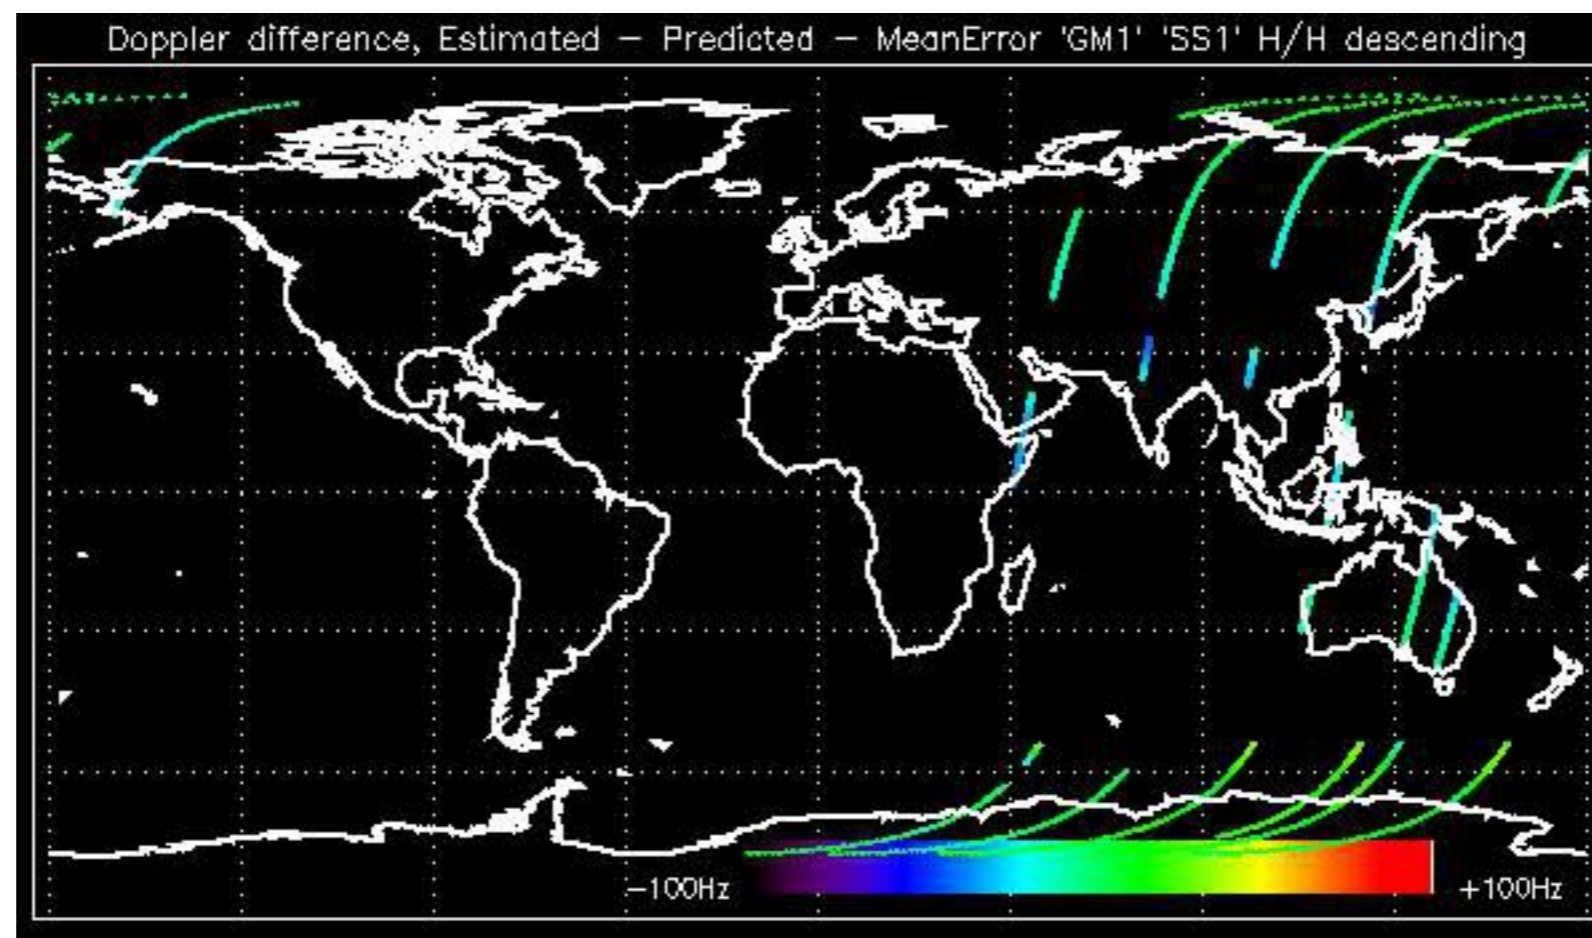 Doppler difference, Estimated — Predicted — MeanError 'GM1' 'SS1' H/H descending
—100Hz
+100Hz